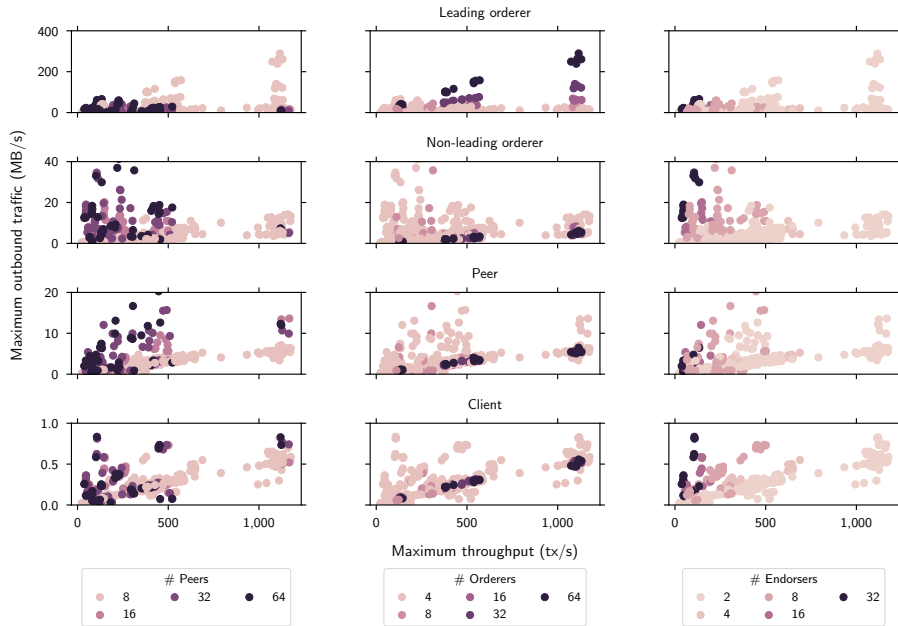 Leading orderer
400
200
0
Non-leading orderer
40
20
0
Peer
20
10
0
Client
1.0
0.5
0.0
0 500 1,000 0 500 1,000 0 500 1,000
Maximum outbound traffic (MB/s)
Maximum throughput (tx/s)
# Peers
8 32 64
16
# Orderers
4 16 64
8 32
# Endorsers
2 8 32
4 16